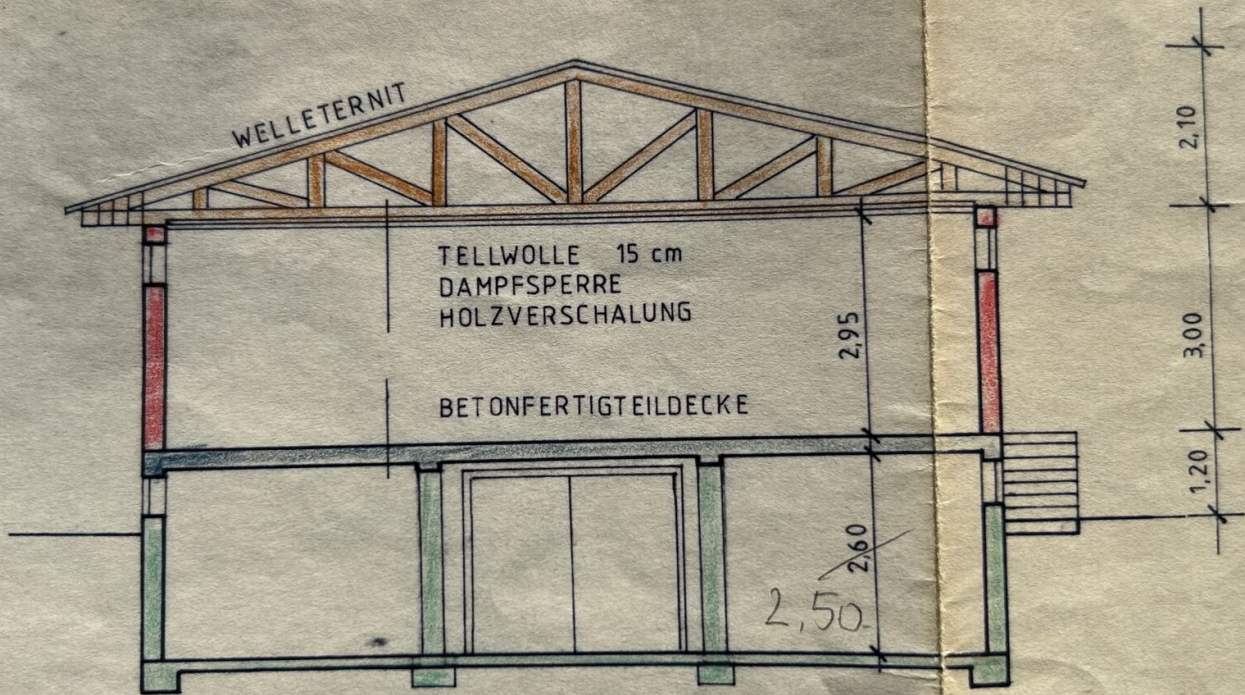 WELLETERNIT
2,10
TELLWOLLE 15 cm
DAMPFSPERRE
HOLZVERSCHALUNG
2,95
3,00
BETONFERTIGTEILDECKE
1,20
2,60
2,50